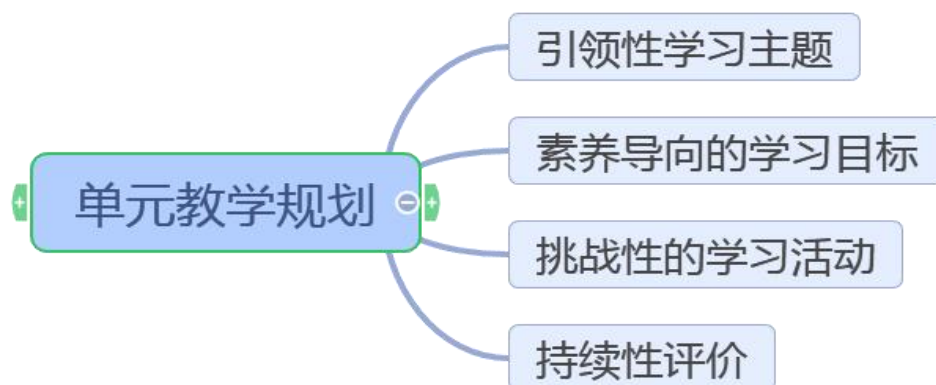 引领性学习主题
素养导向的学习目标
单元教学规划
挑战性的学习活动
持续性评价